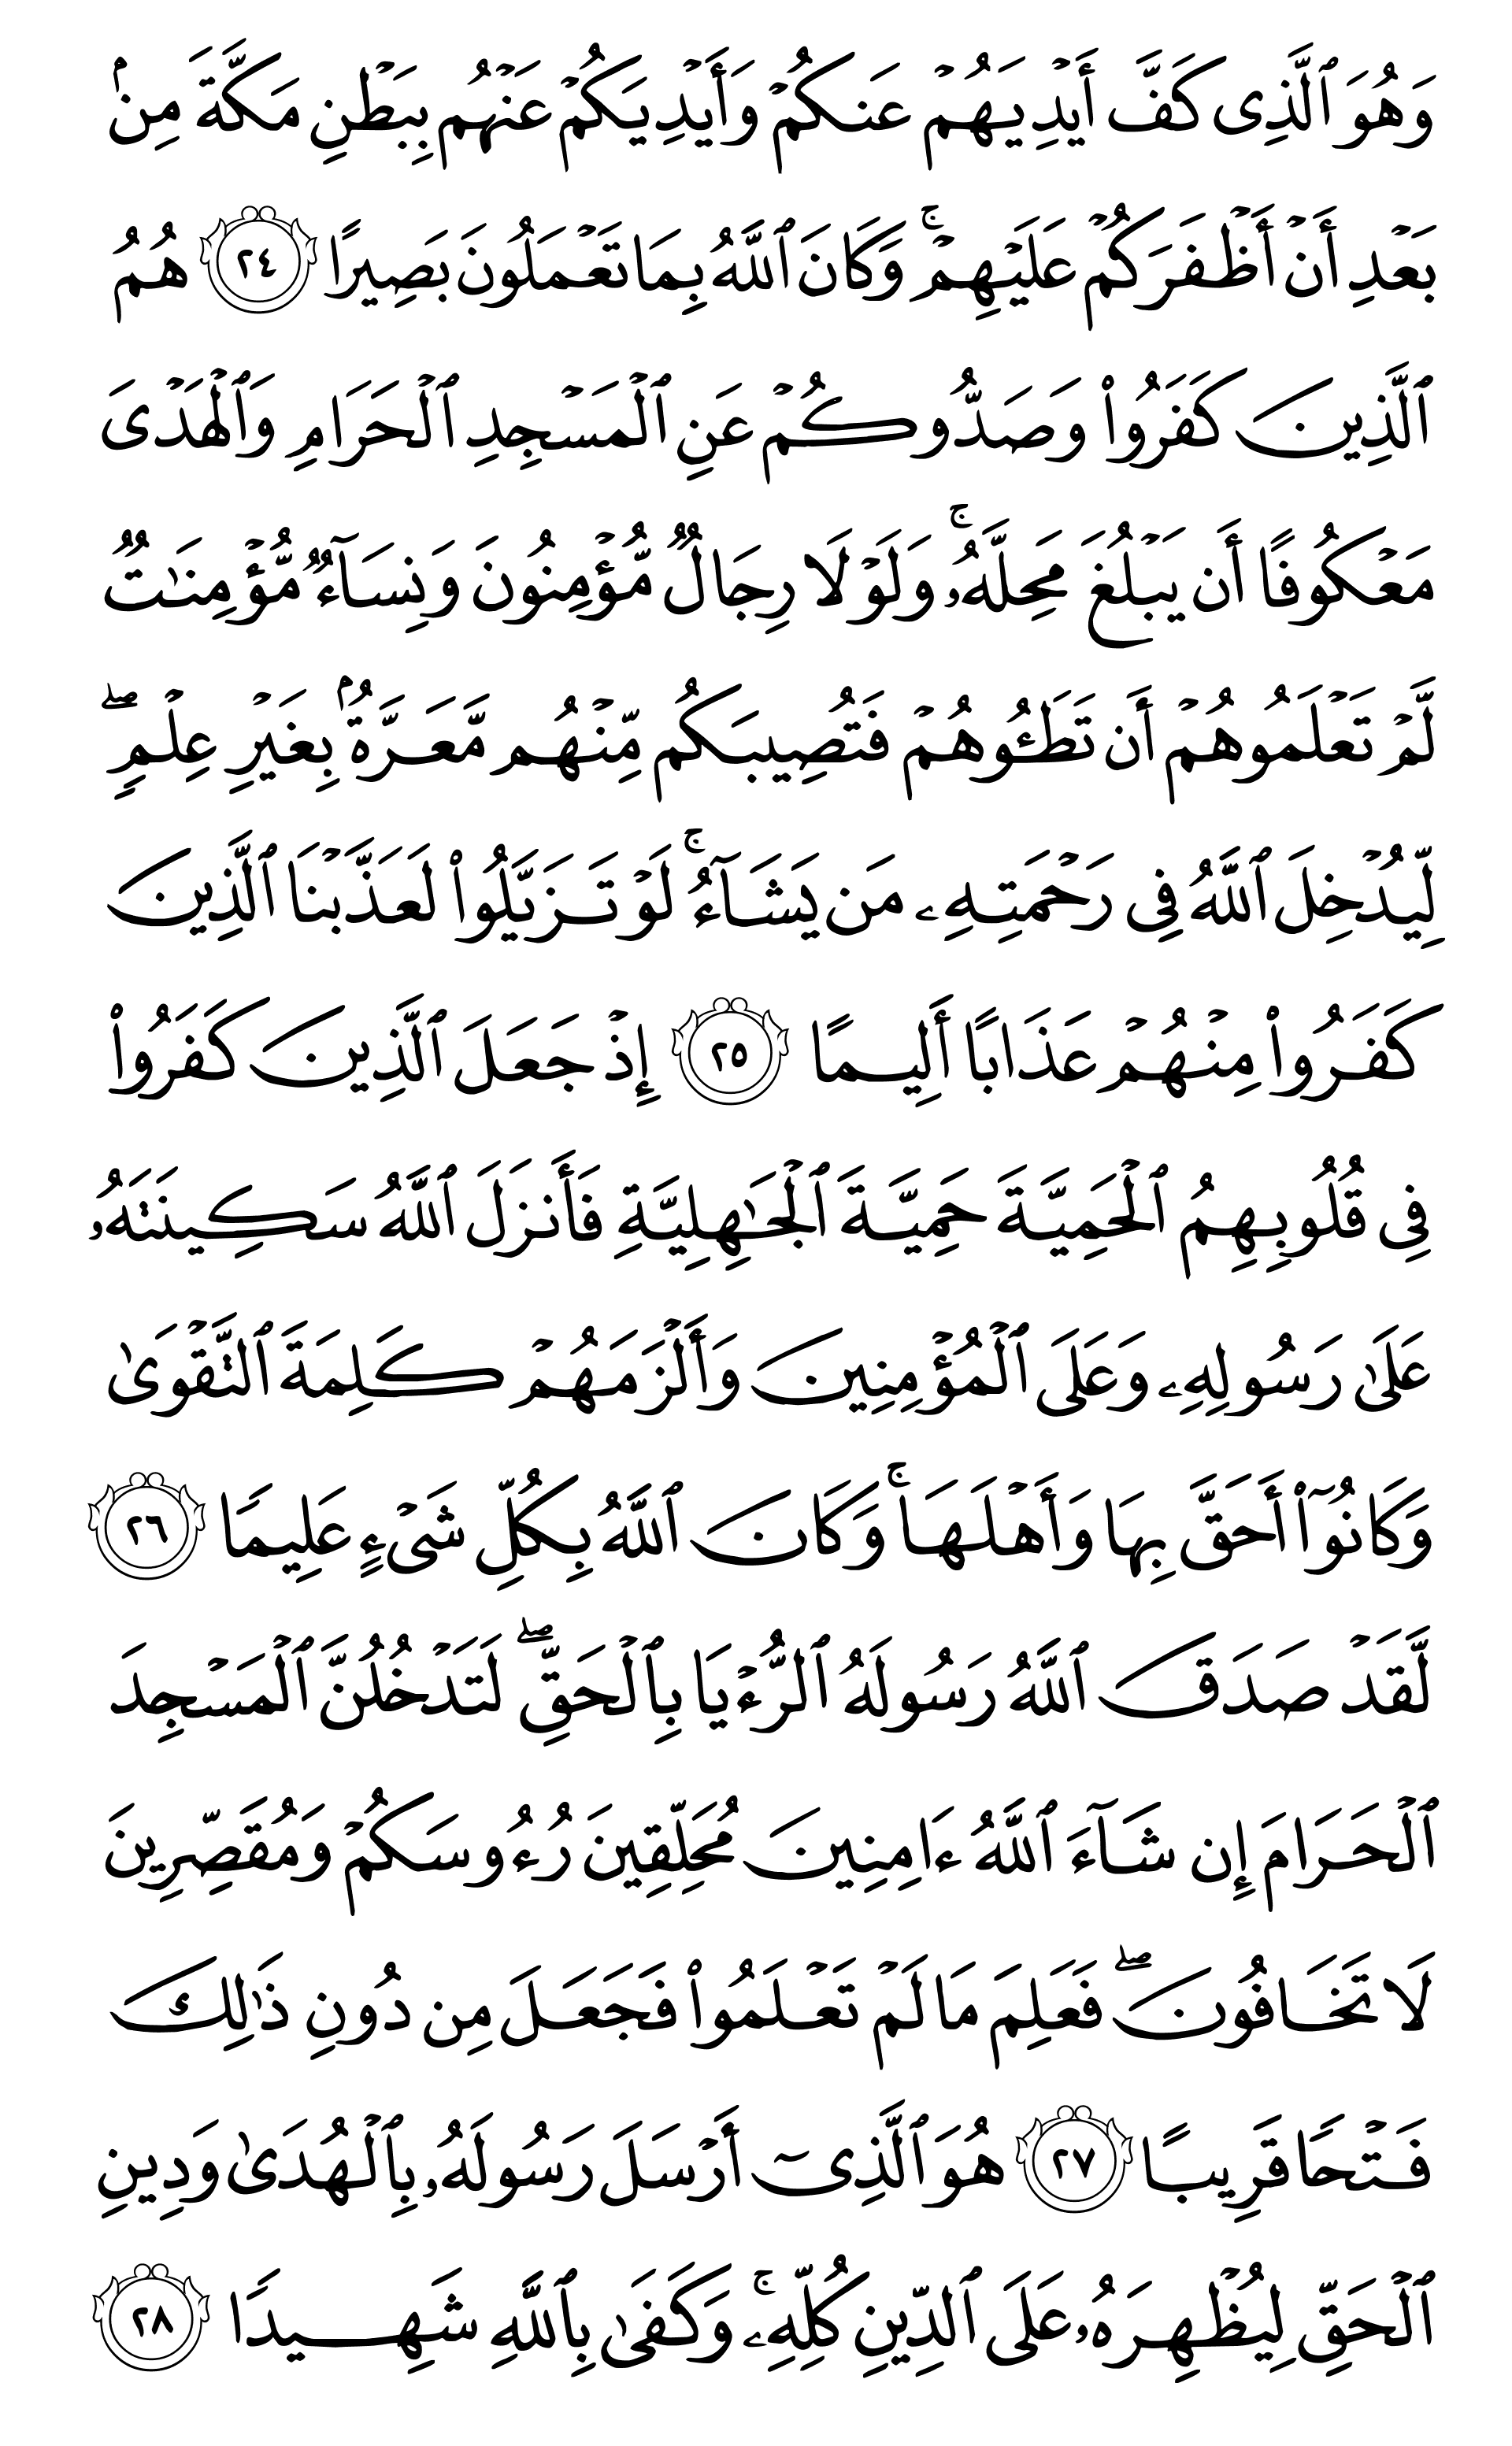 وَهُوَ ٱلَّذِى كَفَّ أَيۡدِيَهُمۡ عَنكُمۡ وَأَيۡدِيَكُمۡ عَنۡهُم بِبَطۡنِ مَكَّةَ مِنۢ
بَعۡدِ أَنۡ أَظۡفَرَكُمۡ عَلَيۡهِمۡۚ وَكَانَ ٱللَّهُ بِمَا تَعۡمَلُونَ بَصِيرًا ٢٤ هُمُ
ٱلَّذِينَ كَفَرُواْ وَصَدُّوكُمۡ عَنِ ٱلۡمَسۡجِدِ ٱلۡحَرَامِ وَٱلۡهَدۡىَ
مَعۡكُوفًا أَن يَبۡلُغَ مَحِلَّهُۥۚ وَلَوۡلَا رِجَالٌ مُّؤۡمِنُونَ وَنِسَآءٌ مُّؤۡمِنَٰتٌ
لَّمۡ تَعۡلَمُوهُمۡ أَن تَطَـُٔوهُمۡ فَتُصِيبَكُم مِّنۡهُم مَّعَرَّةُۢ بِغَيۡرِ عِلۡمٍۖ
لِّيُدۡخِلَ ٱللَّهُ فِى رَحۡمَتِهِۦ مَن يَشَآءُۚ لَوۡ تَزَيَّلُواْ لَعَذَّبۡنَا ٱلَّذِينَ
كَفَرُواْ مِنۡهُمۡ عَذَابًا أَلِيمًا ٢٥ إِذۡ جَعَلَ ٱلَّذِينَ كَفَرُواْ
فِى قُلُوبِهِمُ ٱلۡحَمِيَّةَ حَمِيَّةَ ٱلۡجَٰهِلِيَّةِ فَأَنزَلَ ٱللَّهُ سَكِينَتَهُۥ
عَلَىٰ رَسُولِهِۦ وَعَلَى ٱلۡمُؤۡمِنِينَ وَأَلۡزَمَهُمۡ كَلِمَةَ ٱلتَّقۡوَىٰ
وَكَانُوٓاْ أَحَقَّ بِهَا وَأَهۡلَهَاۚ وَكَانَ ٱللَّهُ بِكُلِّ شَىۡءٍ عَلِيمًا ٢٦
لَّقَدۡ صَدَقَ ٱللَّهُ رَسُولَهُ ٱلرُّءۡيَا بِٱلۡحَقِّۖ لَتَدۡخُلُنَّ ٱلۡمَسۡجِدَ
ٱلۡحَرَامَ إِن شَآءَ ٱللَّهُ ءَامِنِينَ مُحَلِّقِينَ رُءُوسَكُمۡ وَمُقَصِّرِينَ
لَا تَخَافُونَۖ فَعَلِمَ مَا لَمۡ تَعۡلَمُواْ فَجَعَلَ مِن دُونِ ذَٰلِكَ
فَتۡحًا قَرِيبًا ٢٧ هُوَ ٱلَّذِىٓ أَرۡسَلَ رَسُولَهُۥ بِٱلۡهُدَىٰ وَدِينِ
ٱلۡحَقِّ لِيُظۡهِرَهُۥ عَلَى ٱلدِّينِ كُلِّهِۦۚ وَكَفَىٰ بِٱللَّهِ شَهِيدًا ٢٨